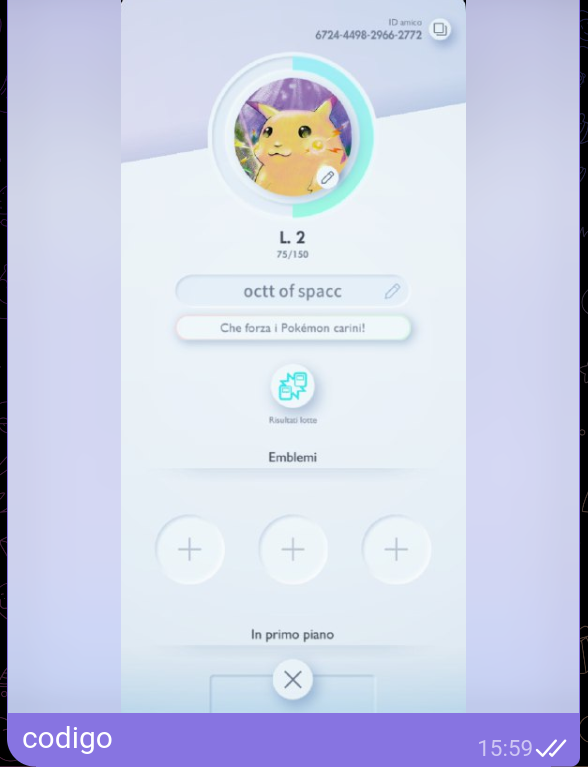 ID amico
6724-4498-2966-2772
L. 2
75/150
octt of spacc
Che forza i Pokémon carini!
Risultati lotte
Emblemi
In primo piano
codigo
15:59